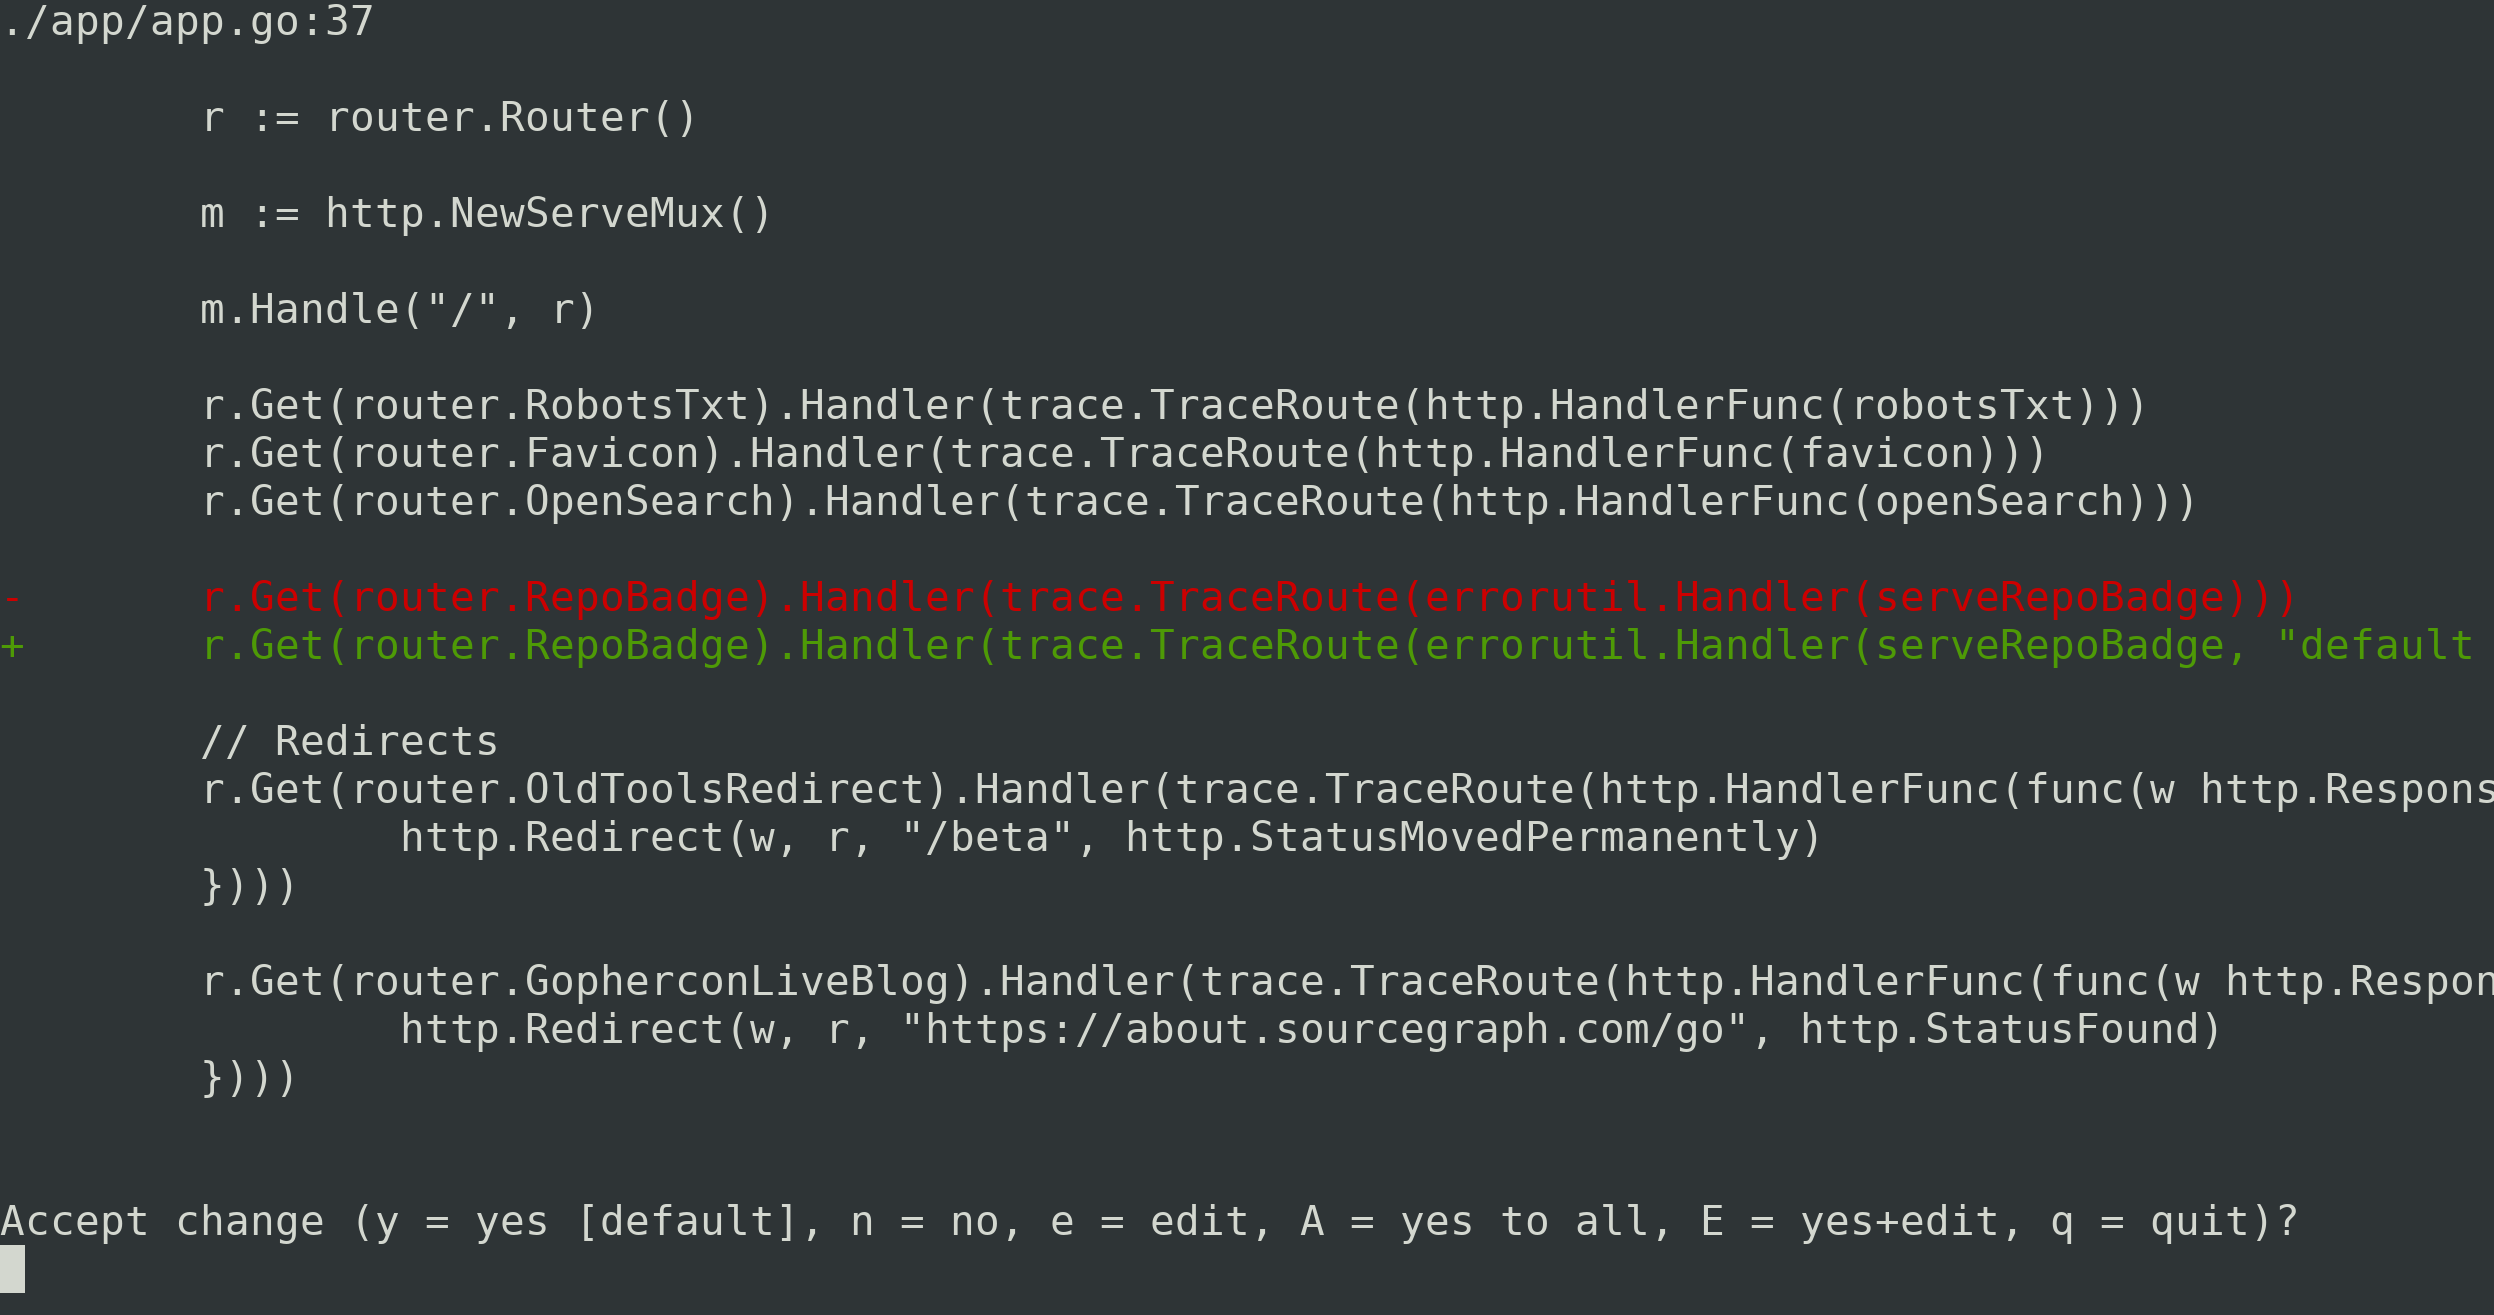 ./app/app.go:37
r := router.Router()
m := http.NewServeMux()
m.Handle("/", r)
r.Get(router.RobotsTxt).Handler(trace.TraceRoute(http.HandlerFunc(robotsTxt)))
r.Get(router.Favicon).Handler(trace.TraceRoute(http.HandlerFunc(favicon)))
r.Get(router.OpenSearch).Handler(trace.TraceRoute(http.HandlerFunc(openSearch)))
-       r.Get(router.RepoBadge).Handler(trace.TraceRoute(errorutil.Handler(serveRepoBadge)))
+       r.Get(router.RepoBadge).Handler(trace.TraceRoute(errorutil.Handler(serveRepoBadge, "default
// Redirects
r.Get(router.OldToolsRedirect).Handler(trace.TraceRoute(http.HandlerFunc(func(w http.Respons
http.Redirect(w, r, "/beta", http.StatusMovedPermanently)
})))
r.Get(router.GopherconLiveBlog).Handler(trace.TraceRoute(http.HandlerFunc(func(w http.Respon
http.Redirect(w, r, "https://about.sourcegraph.com/go", http.StatusFound)
})))
Accept change (y = yes [default], n = no, e = edit, A = yes to all, E = yes+edit, q = quit)?